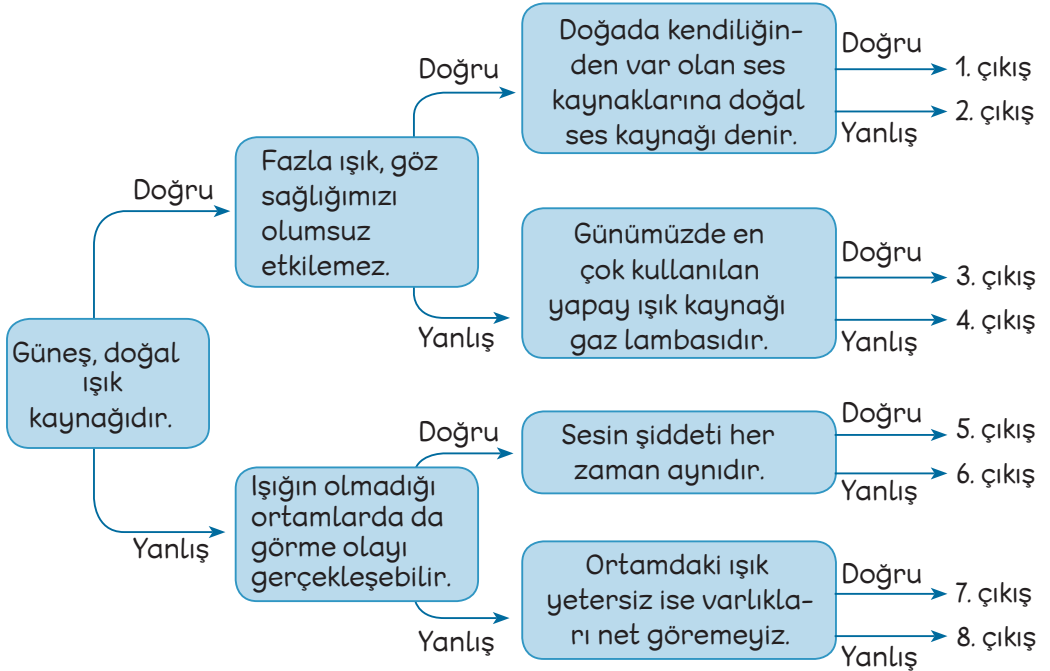 Güneş, doğal
ışık
kaynağıdır.
Doğru
Yanlış
Fazla ışık, göz
sağlığımızı
olumsuz
etkilemez.
Doğru
Yanlış
Işığın olmadığı
ortamlarda da
görme olayı
gerçekleşebilir.
Doğru
Yanlış
Doğada kendiliğin-
den var olan ses
kaynaklarına doğal
ses kaynağı denir.
Doğru
1. çıkış
2. çıkış
Yanlış
Günümüzde en
çok kullanılan
yapay ışık kaynağı
gaz lambasıdır.
Doğru
3. çıkış
4. çıkış
Yanlış
Sesin şiddeti her
zaman aynıdır.
Doğru
5. çıkış
6. çıkış
Yanlış
Ortamdaki ışık
yetersiz ise varlıkla-
rı net göremeyiz.
Doğru
7. çıkış
8. çıkış
Yanlış